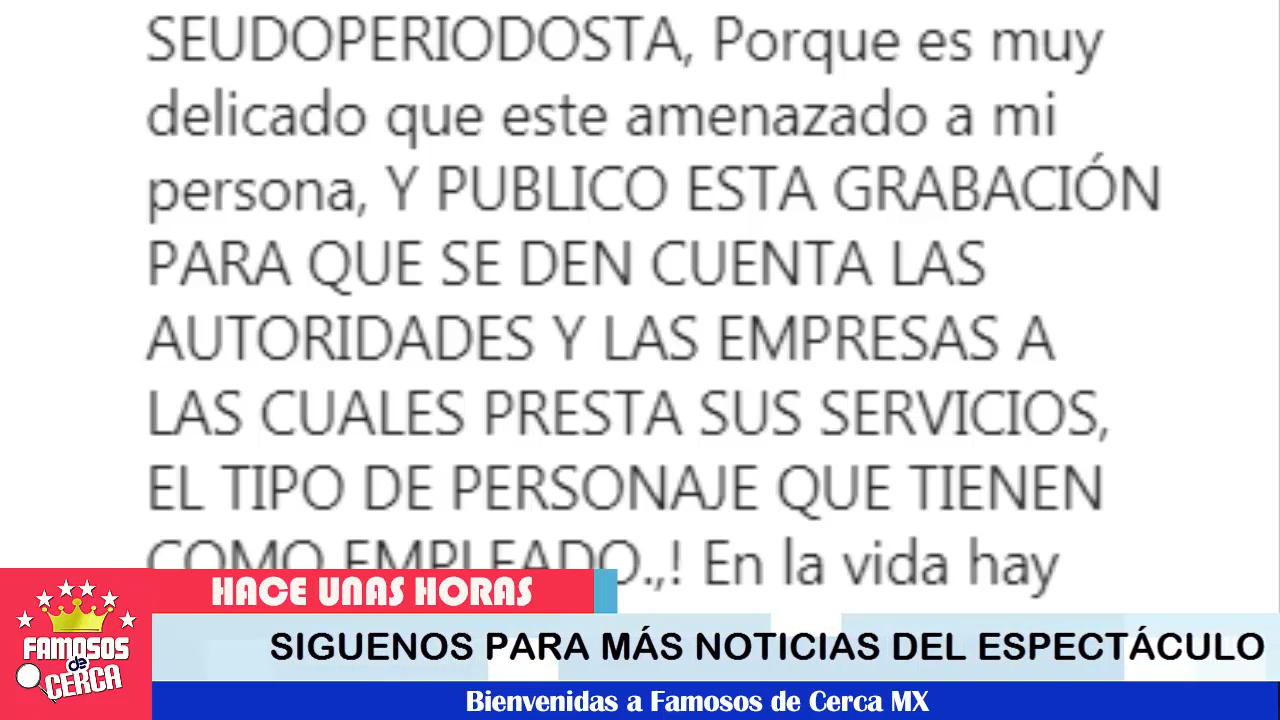 SEUDOPERIODOSTA, Porque es muy
delicado que este amenazado a mi
persona, Y PUBLICO ESTA GRABACIÓN
PARA QUE SE DEN CUENTA LAS
AUTORIDADES Y LAS EMPRESAS A
LAS CUALES PRESTA SUS SERVICIOS,
EL TIPO DE PERSONAJE QUE TIENEN
COMO EMPLEADO.,! En la vida hay
HACE UNAS HORAS
FAMOSOS
de
CERCA
SIGUENOS PARA MÁS NOTICIAS DEL ESPECTÁCULO
Bienvenidas a Famosos de Cerca MX